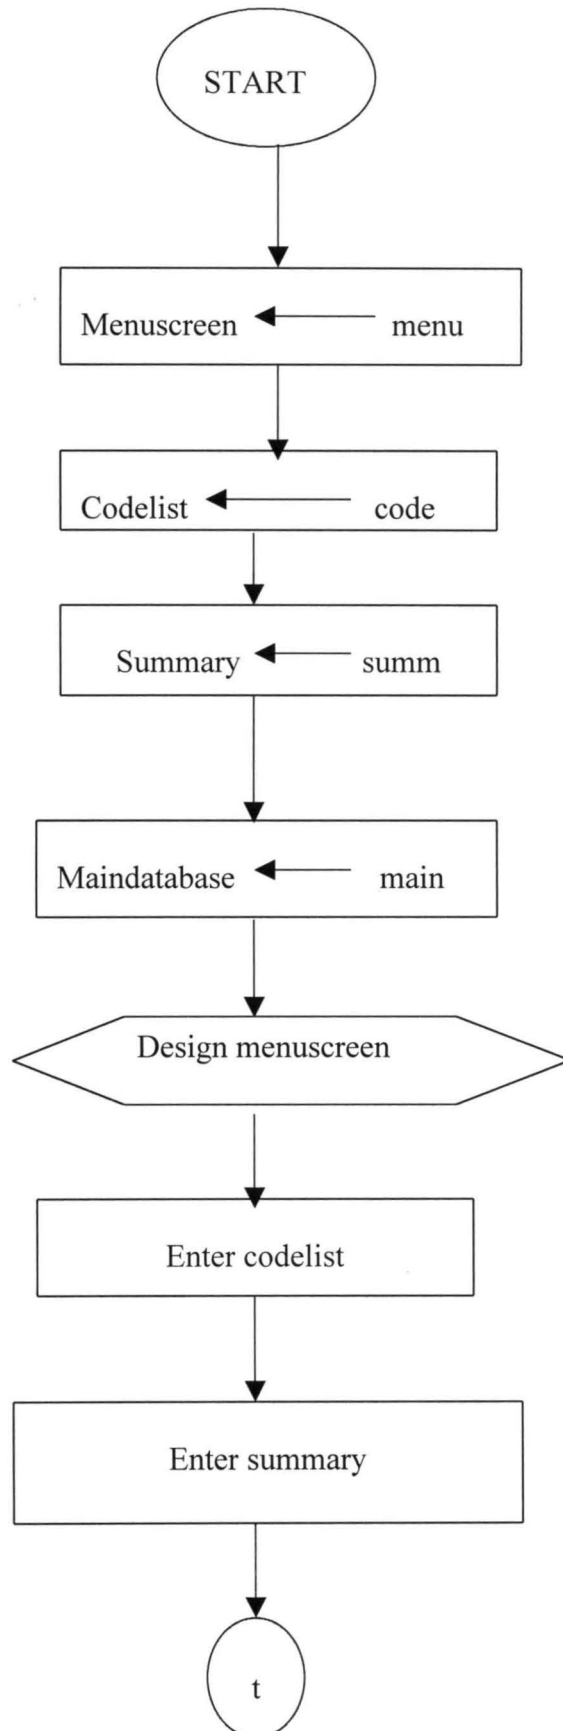 START
Menuscreen menu
Codelist code
Summary summ
Maindatabase main
Design menuscreen
Enter codelist
Enter summary
t